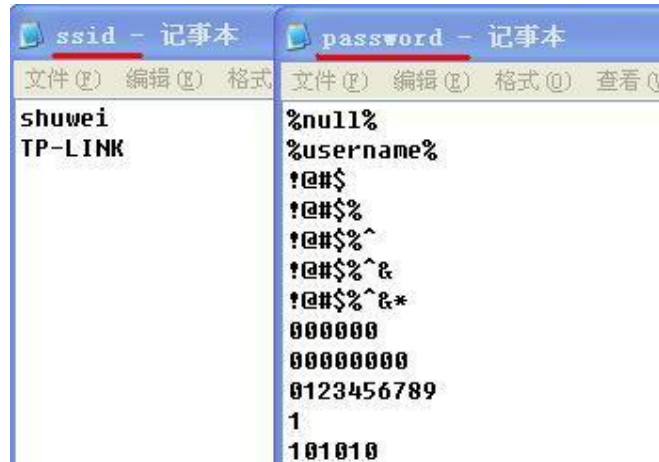 ssid - 记事本
文件(F) 编辑(E) 格式
shuwei
TP-LINK
password - 记事本
文件(F) 编辑(E) 格式(O) 查看(V
%null%
%username%
!@#$
!@#$%
!@#$%^
!@#$%^&
!@#$%^&*
000000
00000000
0123456789
1
101010